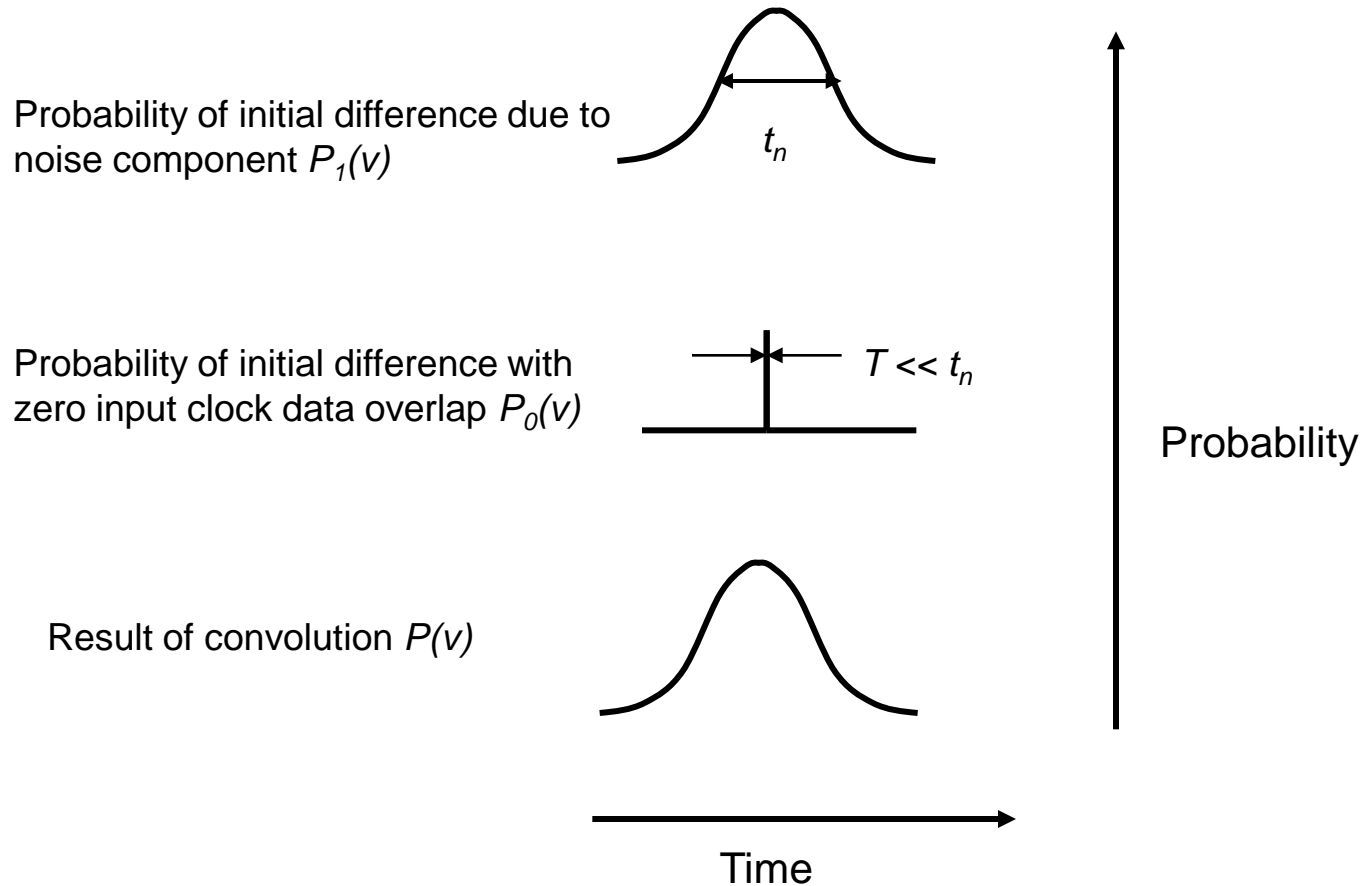 Probability of initial difference due to
noise component P₁(v)
tₙ
Probability of initial difference with
zero input clock data overlap P₀(v)
T << tₙ
Probability
Result of convolution P(v)
Time